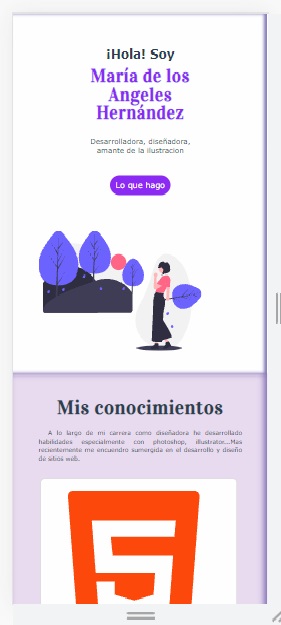 ¡Hola! Soy
María de los
Angeles
Hernández
Desarrolladora, diseñadora,
amante de la ilustracion
Lo que hago
Mis conocimientos
A lo largo de mi carrera como diseñadora he desarrollado
habilidades especialmente con photoshop, illustrator...Mas
recientemente me encuendro sumergida en el desarrollo y diseño
de sitios web.